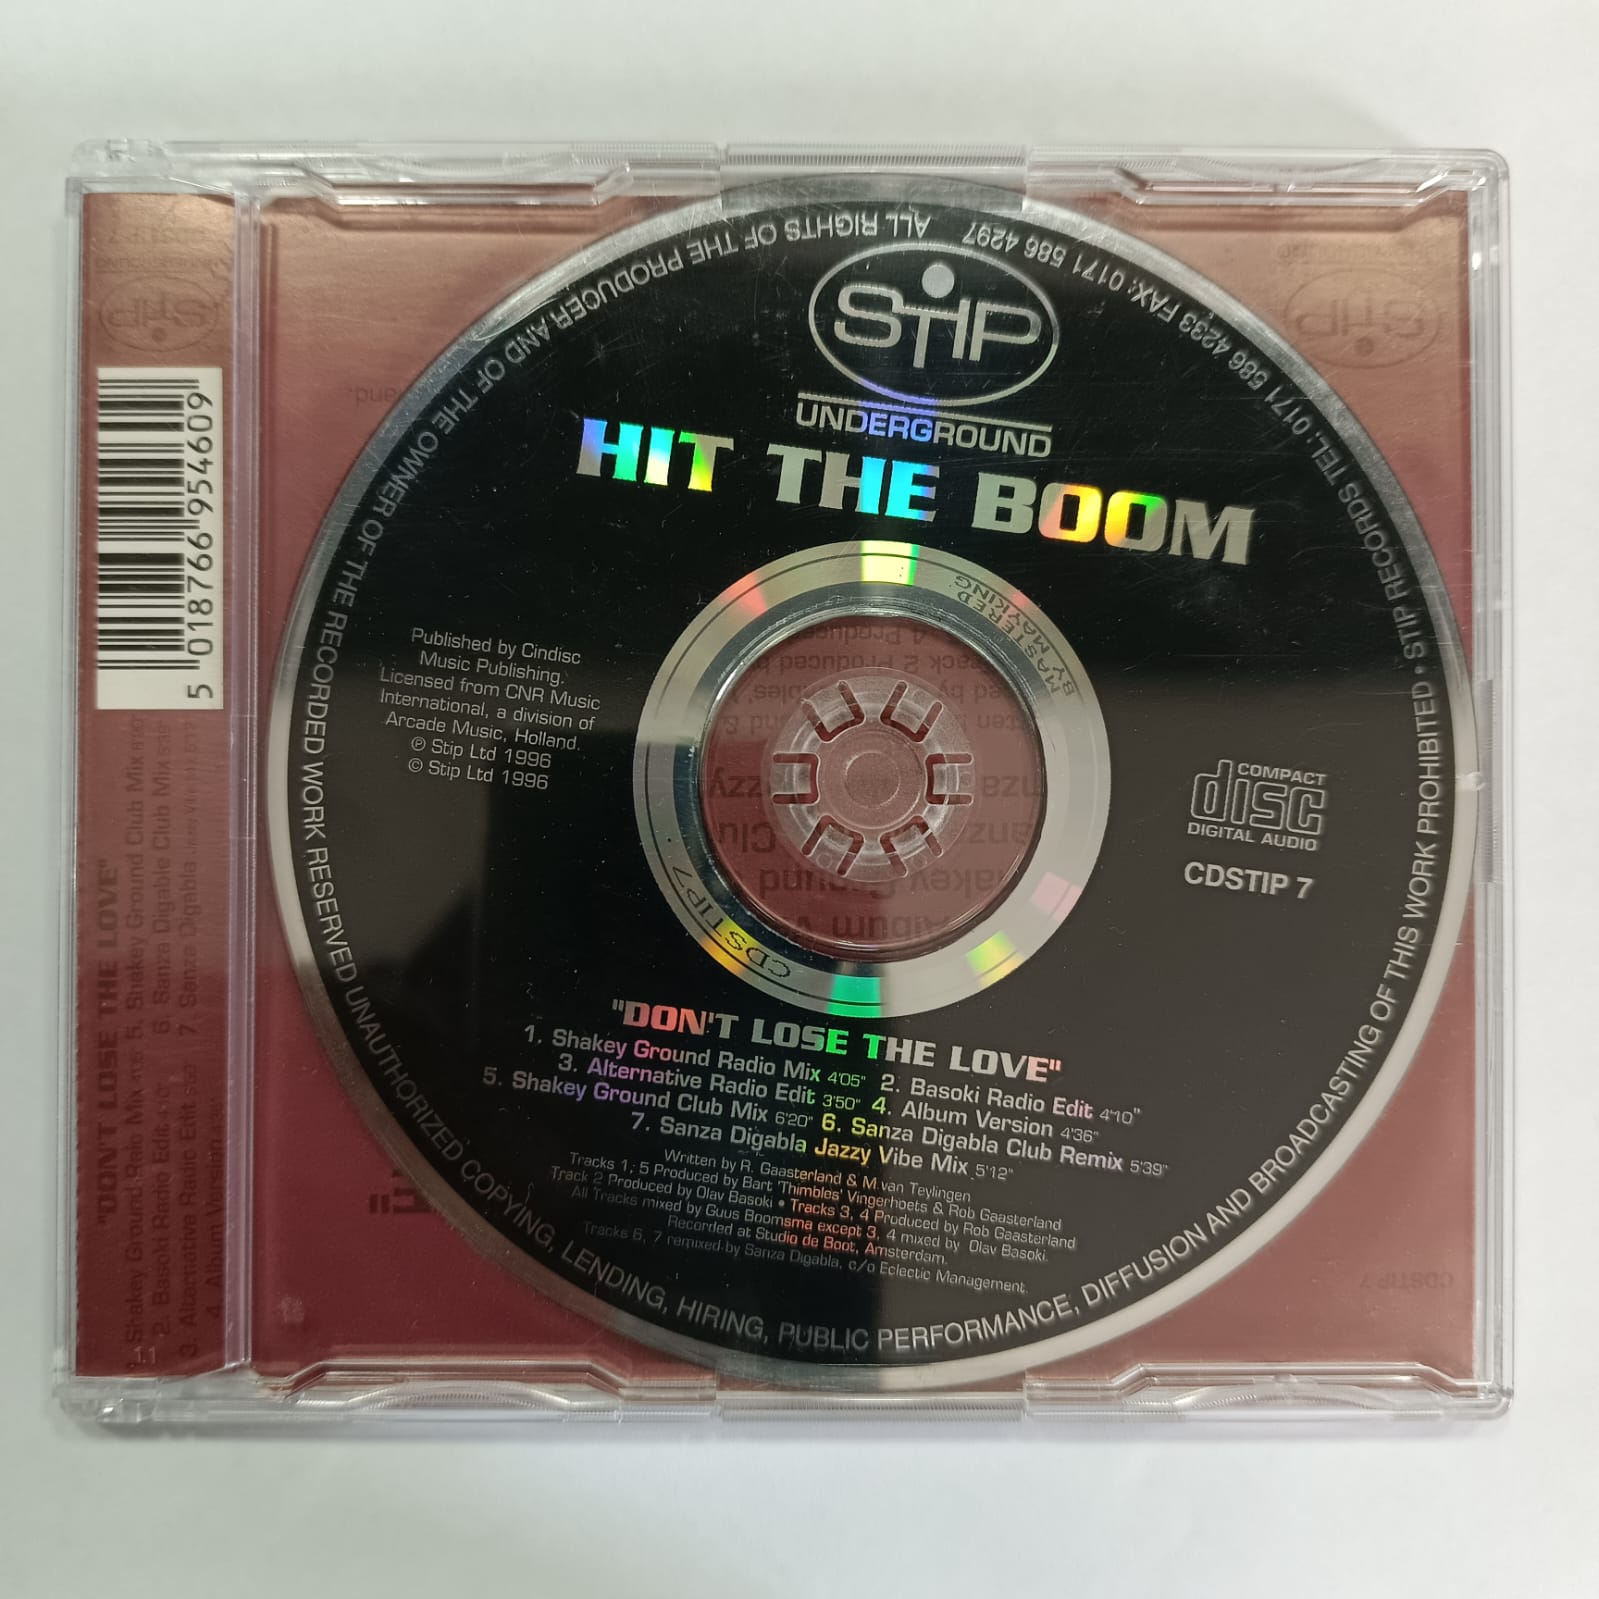 STIP
UNDERGROUND
HIT THE BOOM
Published by Cindisc
Music Publishing.
Licensed from CNR Music
International, a division of
Arcade Music, Holland.
℗ Stip Ltd 1996
© Stip Ltd 1996
COMPACT
disc
DIGITAL AUDIO
CDSTIP 7
MASTERED
BY MAYKING
CDSTIP7
"DON'T LOSE THE LOVE"
1. Shakey Ground Radio Mix 4'05" 2. Basoki Radio Edit 4'10"
3. Alternative Radio Edit 3'50" 4. Album Version 4'36"
5. Shakey Ground Club Mix 6'20" 6. Sanza Digabla Club Remix 5'39"
7. Sanza Digabla Jazzy Vibe Mix 5'12"
Written by R. Gaasterland & M.van Teylingen
Tracks 1, 5 Produced by Bart 'Thimbles' Vingerhoets & Rob Gaasterland
Track 2 Produced by Olav Basoki • Tracks 3, 4 Produced by Rob Gaasterland
All Tracks mixed by Guus Boomsma except 3, 4 mixed by Olav Basoki.
Recorded at Studio de Boot, Amsterdam.
Tracks 6, 7 remixed by Sanza Digabla, c/o Eclectic Management.
ALL RIGHTS OF THE PRODUCER AND OF THE OWNER OF THE RECORDED WORK RESERVED UNAUTHORIZED COPYING, LENDING, HIRING, PUBLIC PERFORMANCE, DIFFUSION AND BROADCASTING OF THIS WORK PROHIBITED • STIP RECORDS TEL: 0171 586 4233 FAX: 0171 586 4297
5 018766 954609
"DON'T LOSE THE LOVE"
1. Shakey Ground Radio Mix 5. Shakey Ground Club Mix
2. Basoki Radio Edit 6. Sanza Digable Club Mix
3. Altarnative Radio Edit 7. Sanza Digabla
4. Album Version